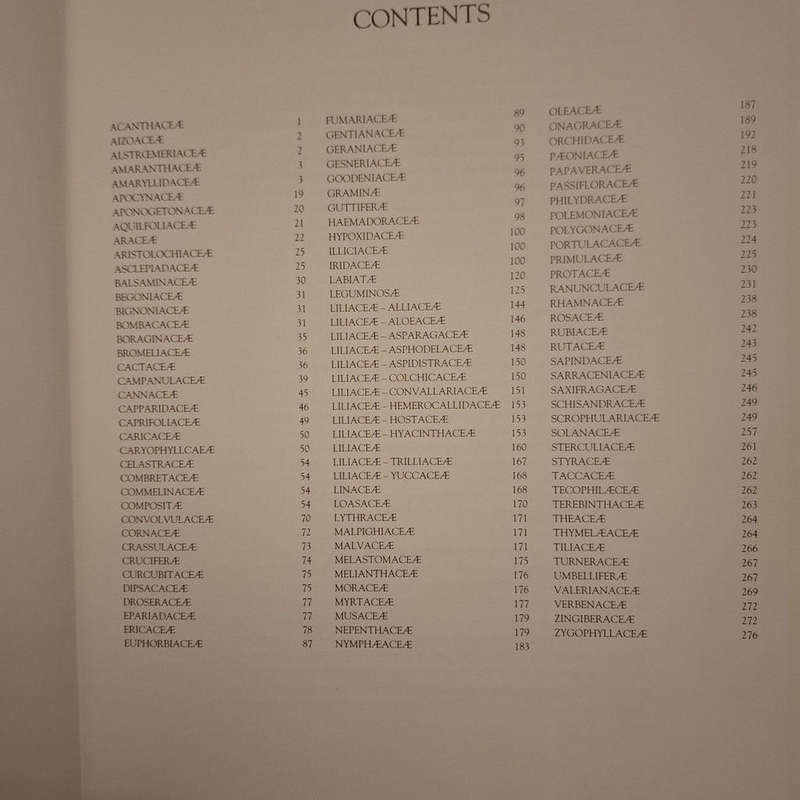 CONTENTS
ACANTHACEÆ 1
AIZOACEÆ 2
ALSTRŒMERIACEÆ 2
AMARANTHACEÆ 3
AMARYLLIDACEÆ 3
APOCYNACEÆ 19
APONOGETONACEÆ 20
AQUILFOLIACEÆ 21
ARACEÆ 22
ARISTOLOCHIACEÆ 25
ASCLEPIADACEÆ 25
BALSAMINACEÆ 30
BEGONIACEÆ 31
BIGNONIACEÆ 31
BOMBACACEÆ 31
BORAGINACEÆ 35
BROMELIACEÆ 36
CACTACEÆ 36
CAMPANULACEÆ 39
CANNACEÆ 45
CAPPARIDACEÆ 46
CAPRIFOLIACEÆ 49
CARICACEÆ 50
CARYOPHYLLCAEÆ 50
CELASTRACEÆ 54
COMBRETACEÆ 54
COMMELINACEÆ 54
COMPOSITÆ 54
CONVOLVULACEÆ 70
CORNACEÆ 72
CRASSULACEÆ 73
CRUCIFERÆ 74
CURCUBITACEÆ 75
DIPSACACEÆ 75
DROSERACEÆ 77
EPARIADACEÆ 77
ERICACEÆ 78
EUPHORBIACEÆ 87
FUMARIACEÆ 89
GENTIANACEÆ 90
GERANIACEÆ 93
GESNERIACEÆ 95
GOODENIACEÆ 96
GRAMINÆ 96
GUTTIFERÆ 97
HAEMADORACEÆ 98
HYPOXIDACEÆ 100
ILLICIACEÆ 100
IRIDACEÆ 100
LABIATÆ 120
LEGUMINOSÆ 125
LILIACEÆ – ALLIACEÆ 144
LILIACEÆ – ALOEACEÆ 146
LILIACEÆ – ASPARAGACEÆ 148
LILIACEÆ – ASPHODELACEÆ 148
LILIACEÆ – ASPIDISTRACEÆ 150
LILIACEÆ – COLCHICACEÆ 150
LILIACEÆ – CONVALLARIACEÆ 151
LILIACEÆ – HEMEROCALLIDACEÆ 153
LILIACEÆ – HOSTACEÆ 153
LILIACEÆ – HYACINTHACEÆ 153
LILIACEÆ 160
LILIACEÆ – TRILLIACEÆ 167
LILIACEÆ – YUCCACEÆ 168
LINACEÆ 168
LOASACEÆ 170
LYTHRACEÆ 171
MALPIGHIACEÆ 171
MALVACEÆ 171
MELASTOMACEÆ 175
MELIANTHACEÆ 176
MORACEÆ 176
MYRTACEÆ 177
MUSACEÆ 179
NEPENTHACEÆ 179
NYMPHÆACEÆ 183
OLEACEÆ 187
ONAGRACEÆ 189
ORCHIDACEÆ 192
PÆONIACEÆ 218
PAPAVERACEÆ 219
PASSIFLORACEÆ 220
PHILYDRACEÆ 221
POLEMONIACEÆ 223
POLYGONACEÆ 223
PORTULACACEÆ 224
PRIMULACEÆ 225
PROTACEÆ 230
RANUNCULACEÆ 231
RHAMNACEÆ 238
ROSACEÆ 238
RUBIACEÆ 242
RUTACEÆ 243
SAPINDACEÆ 245
SARRACENIACEÆ 245
SAXIFRAGACEÆ 246
SCHISANDRACEÆ 249
SCROPHULARIACEÆ 249
SOLANACEÆ 257
STERCULIACEÆ 261
STYRACEÆ 262
TACCACEÆ 262
TECOPHILÆCEÆ 262
TEREBINTHACEÆ 263
THEACEÆ 264
THYMELÆACEÆ 264
TILIACEÆ 266
TURNERACEÆ 267
UMBELLIFERÆ 267
VALERIANACEÆ 269
VERBENACEÆ 272
ZINGIBERACEÆ 272
ZYGOPHYLLACEÆ 276